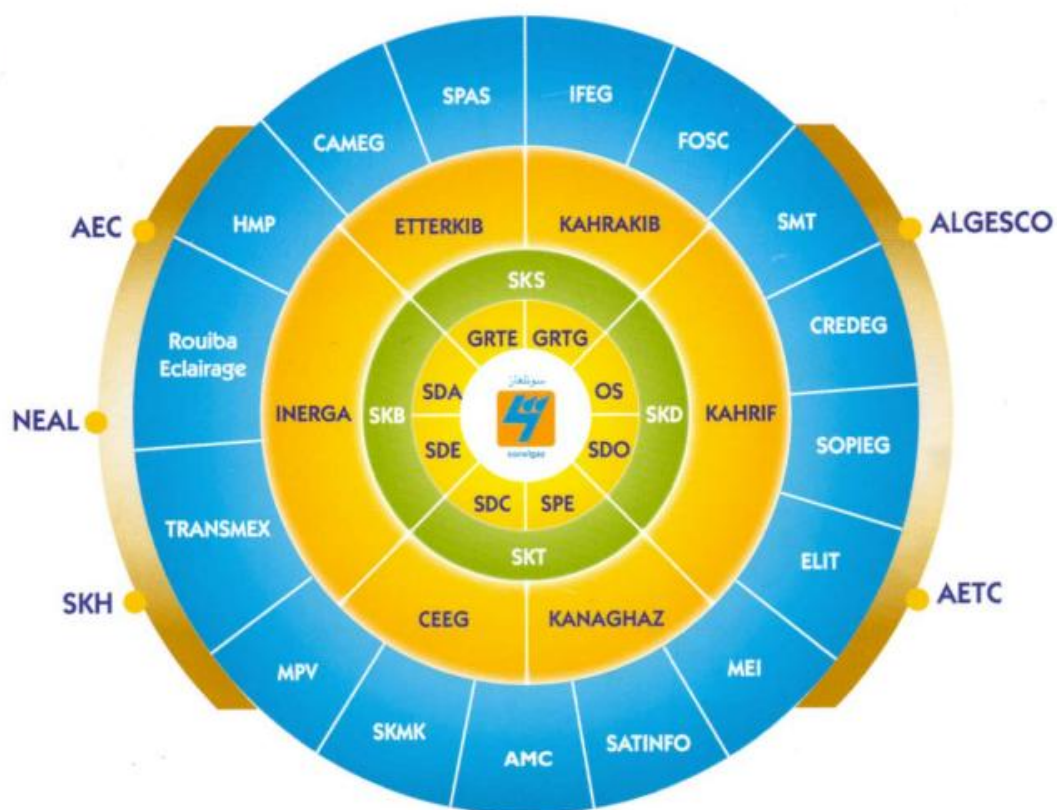 SPAS
IFEG
CAMEG
FOSC
HMP
SMT
AEC
ETTERKIB
KAHRAKIB
ALGESCO
SKS
CREDEG
Rouiba
Eclairage
GRTE
GRTG
سونلغاز
SDA
OS
NEAL
INERGA
SKB
SKD
KAHRIF
SOPIEG
sonelgaz
SDE
SDO
SDC
SPE
TRANSMEX
SKT
ELIT
SKH
AETC
CEEG
KANAGHAZ
MPV
MEI
SKMK
SATINFO
AMC